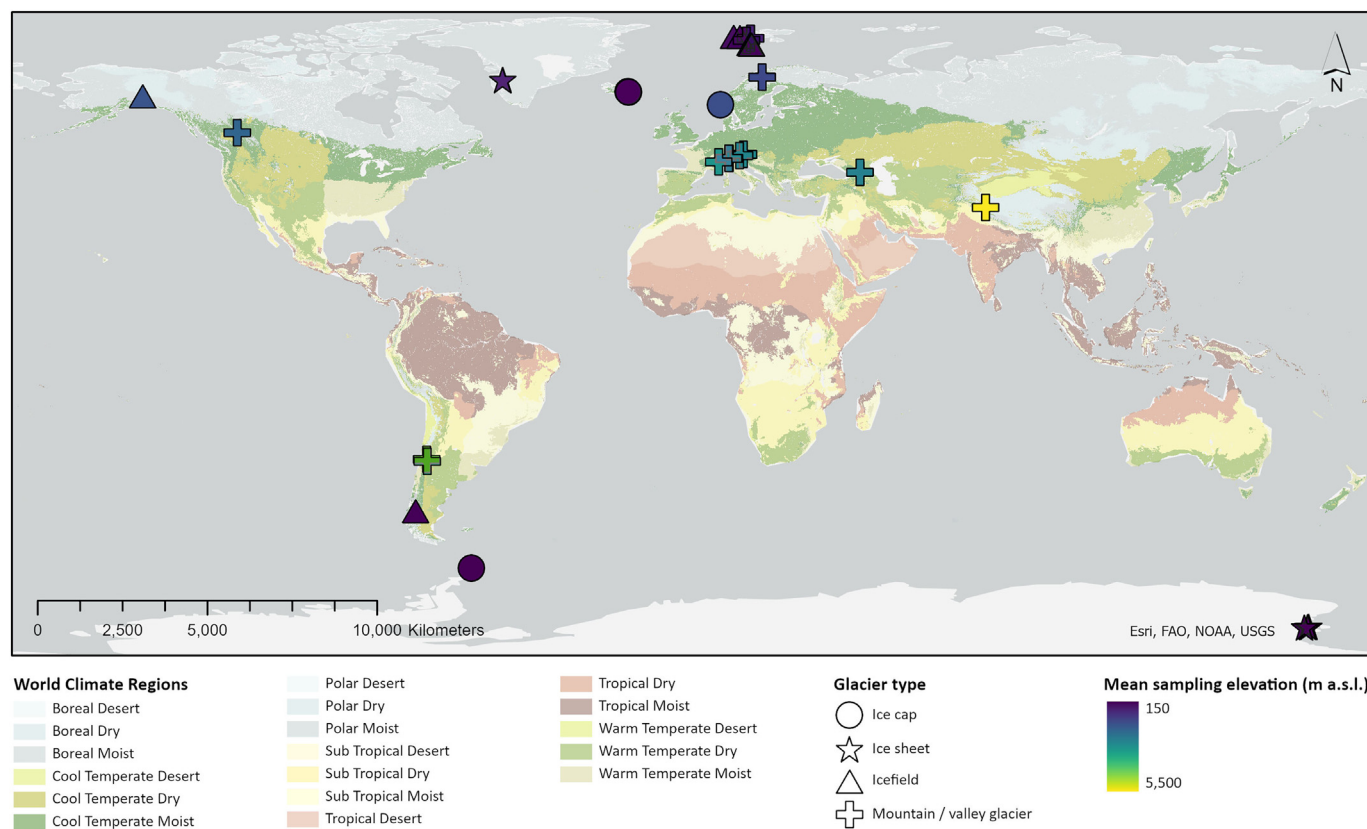 N
0 2,500 5,000 10,000 Kilometers
Esri, FAO, NOAA, USGS
World Climate Regions
Boreal Desert
Boreal Dry
Boreal Moist
Cool Temperate Desert
Cool Temperate Dry
Cool Temperate Moist
Polar Desert
Polar Dry
Polar Moist
Sub Tropical Desert
Sub Tropical Dry
Sub Tropical Moist
Tropical Desert
Tropical Dry
Tropical Moist
Warm Temperate Desert
Warm Temperate Dry
Warm Temperate Moist
Glacier type
Ice cap
Ice sheet
Icefield
Mountain / valley glacier
Mean sampling elevation (m a.s.l.)
150
5,500